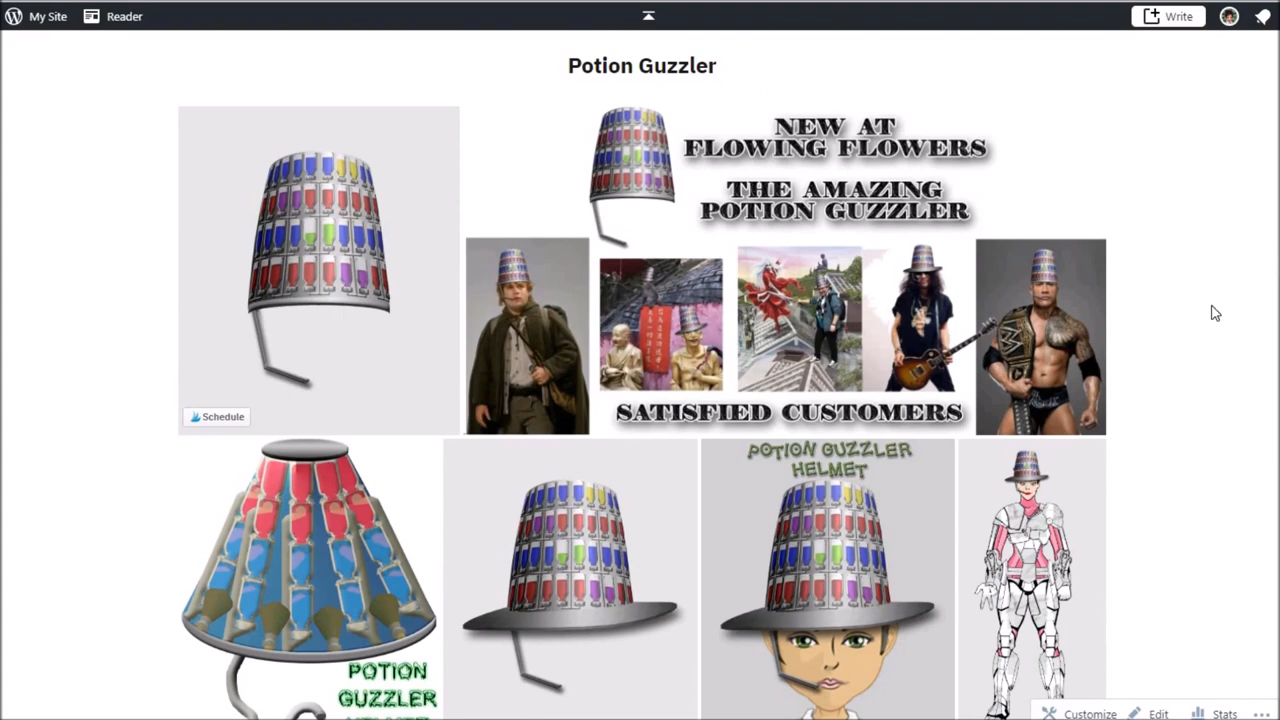 My Site
Reader
Write
Potion Guzzler
NEW AT
FLOWING FLOWERS
THE AMAZING
POTION GUZZLER
Schedule
SATISFIED CUSTOMERS
POTION GUZZLER
HELMET
POTION
GUZZLER
Customize
Edit
Stats